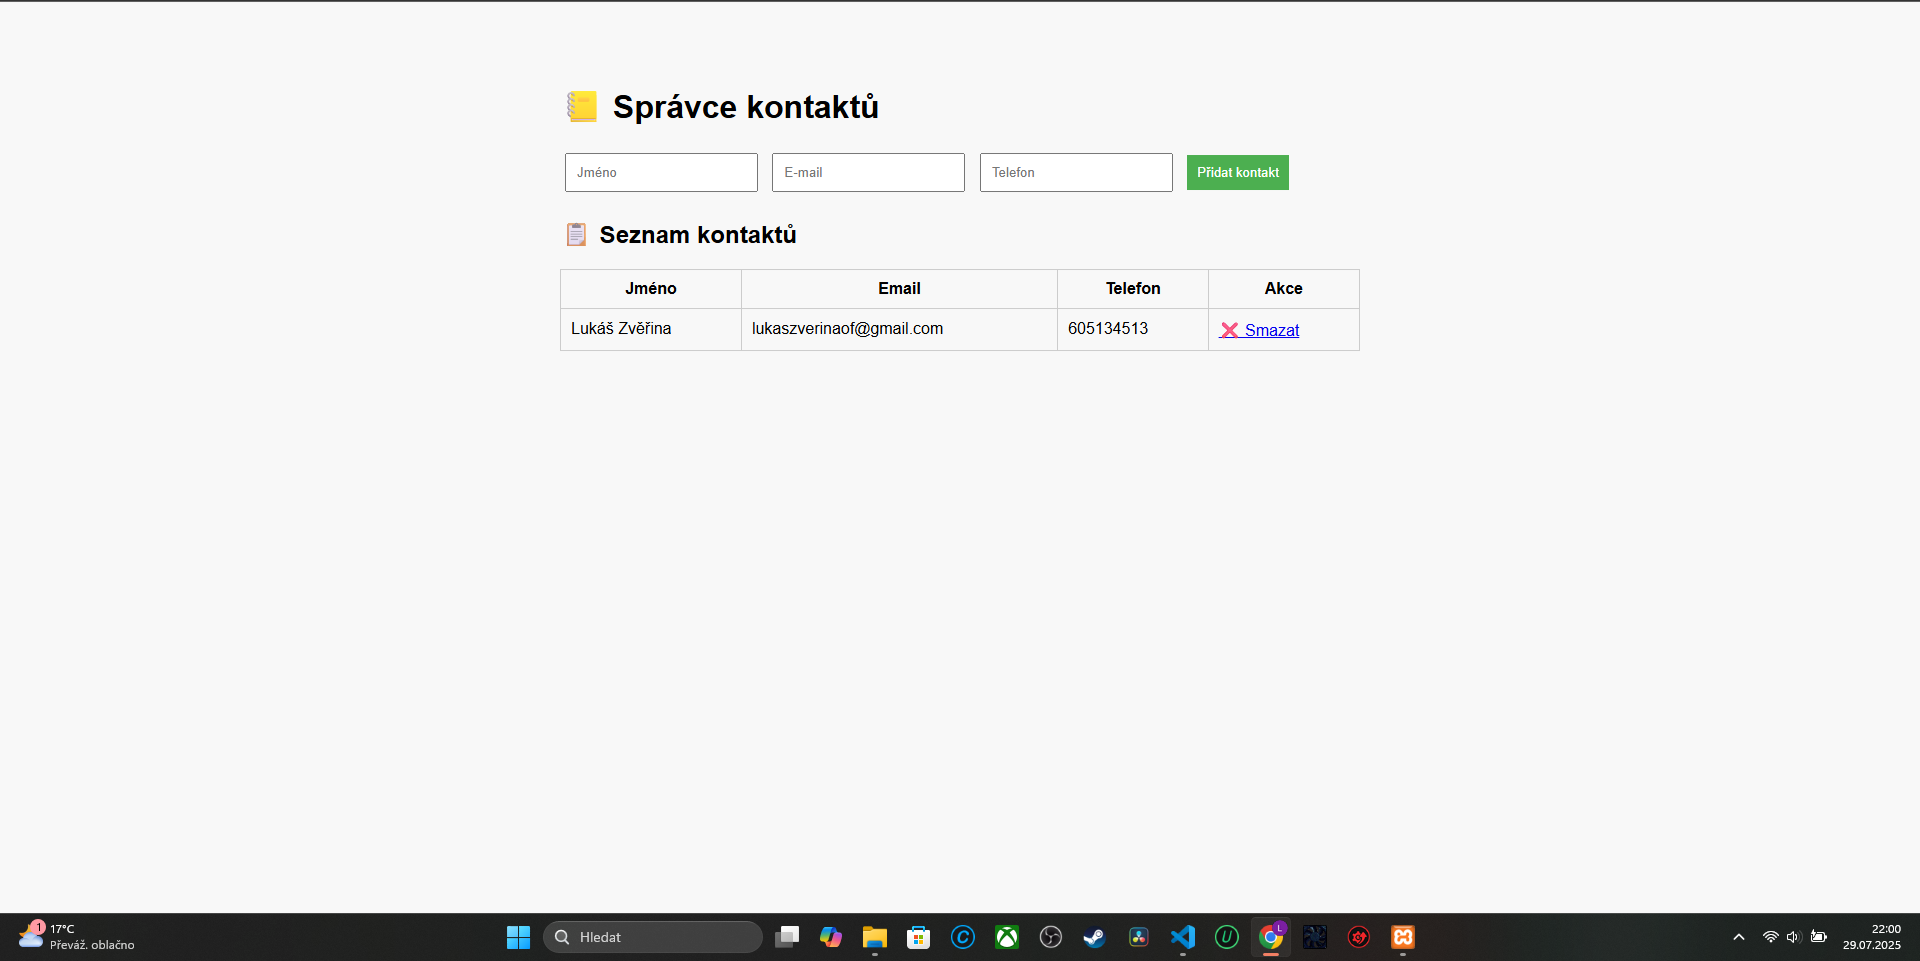 Správce kontaktů
Jméno E-mail Telefon Přidat kontakt
Seznam kontaktů
Jméno Email Telefon Akce
Lukáš Zvěřina lukaszverinaof@gmail.com 605134513 Smazat
1 17°C
Převáž. oblačno
Hledat
L
22:00
29.07.2025